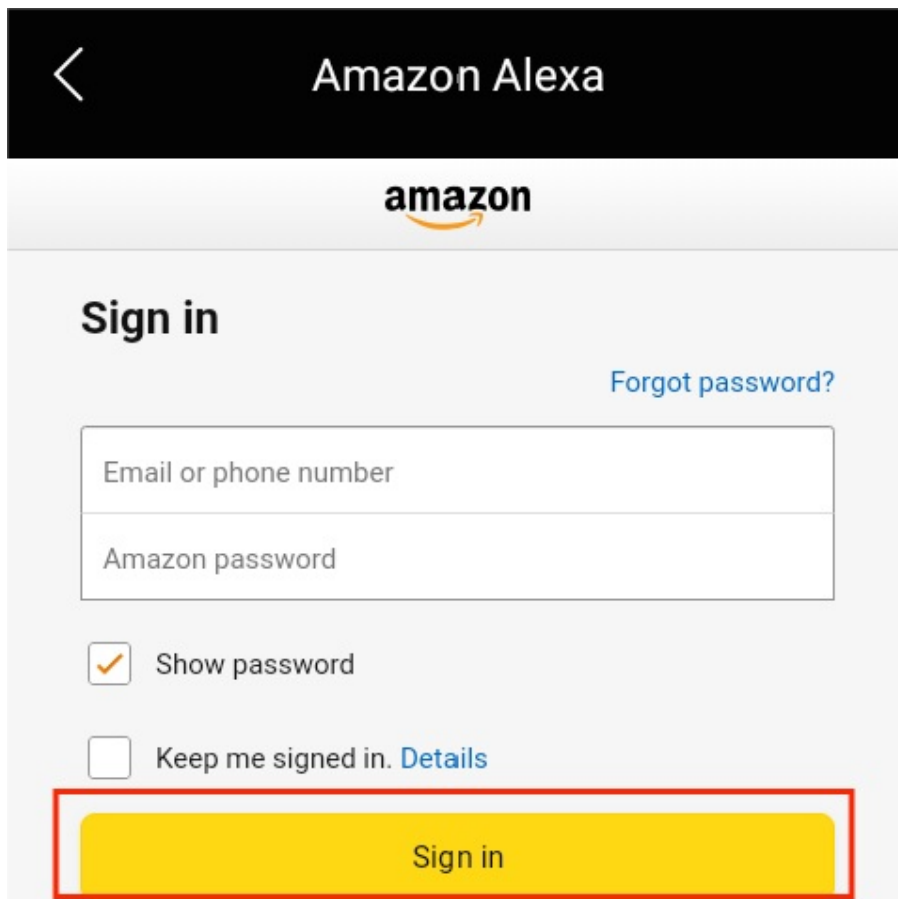 Amazon Alexa
amazon
Sign in
Forgot password?
Email or phone number
Amazon password
Show password
Keep me signed in. Details
Sign in